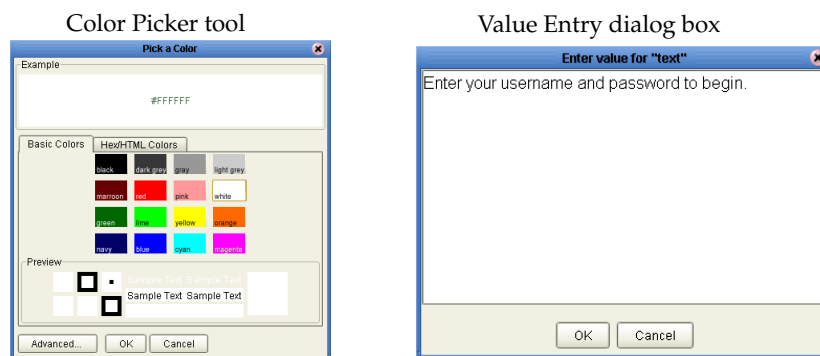 Color Picker tool
Pick a Color
Example
#FFFFFF
Basic Colors Hex/HTML Colors
black dark grey gray light grey
marroon red pink white
green lime yellow orange
navy blue cyan magenta
Preview
Sample Text Sample Text
Sample Text Sample Text
Advanced... OK Cancel
Value Entry dialog box
Enter value for "text"
Enter your username and password to begin.
OK Cancel